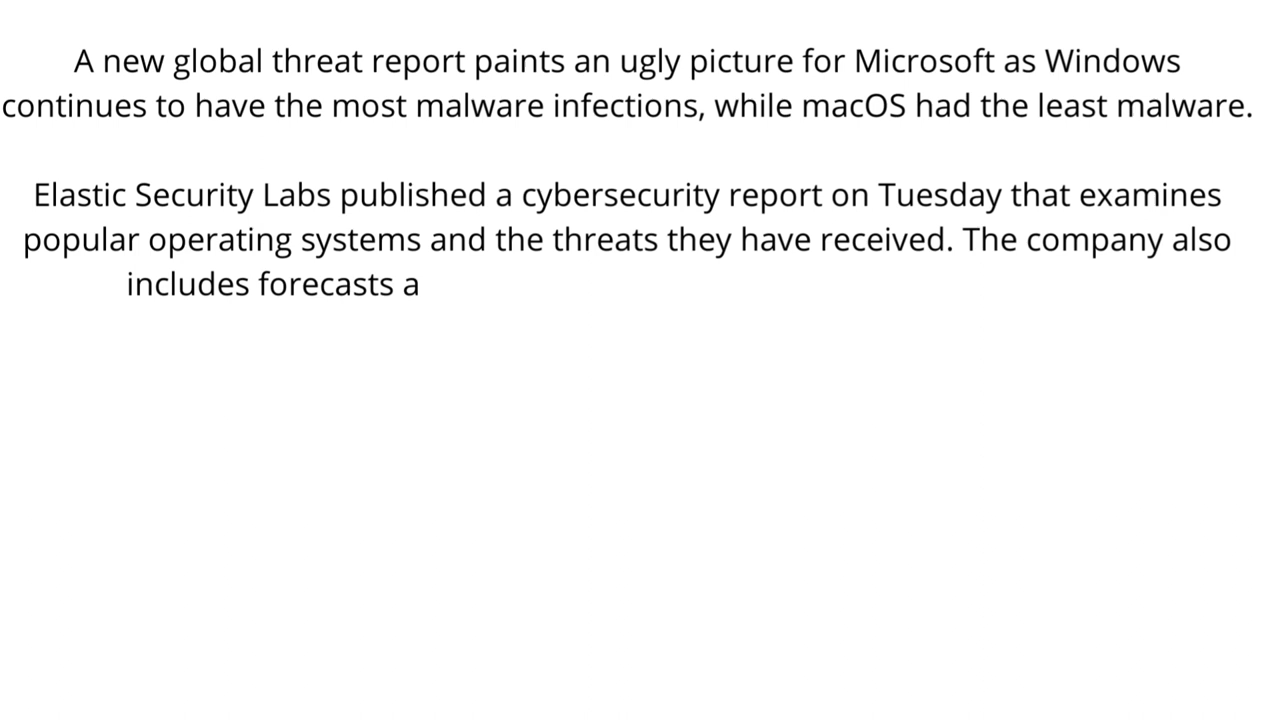 A new global threat report paints an ugly picture for Microsoft as Windows
continues to have the most malware infections, while macOS had the least malware.
Elastic Security Labs published a cybersecurity report on Tuesday that examines
popular operating systems and the threats they have received. The company also
includes forecasts a